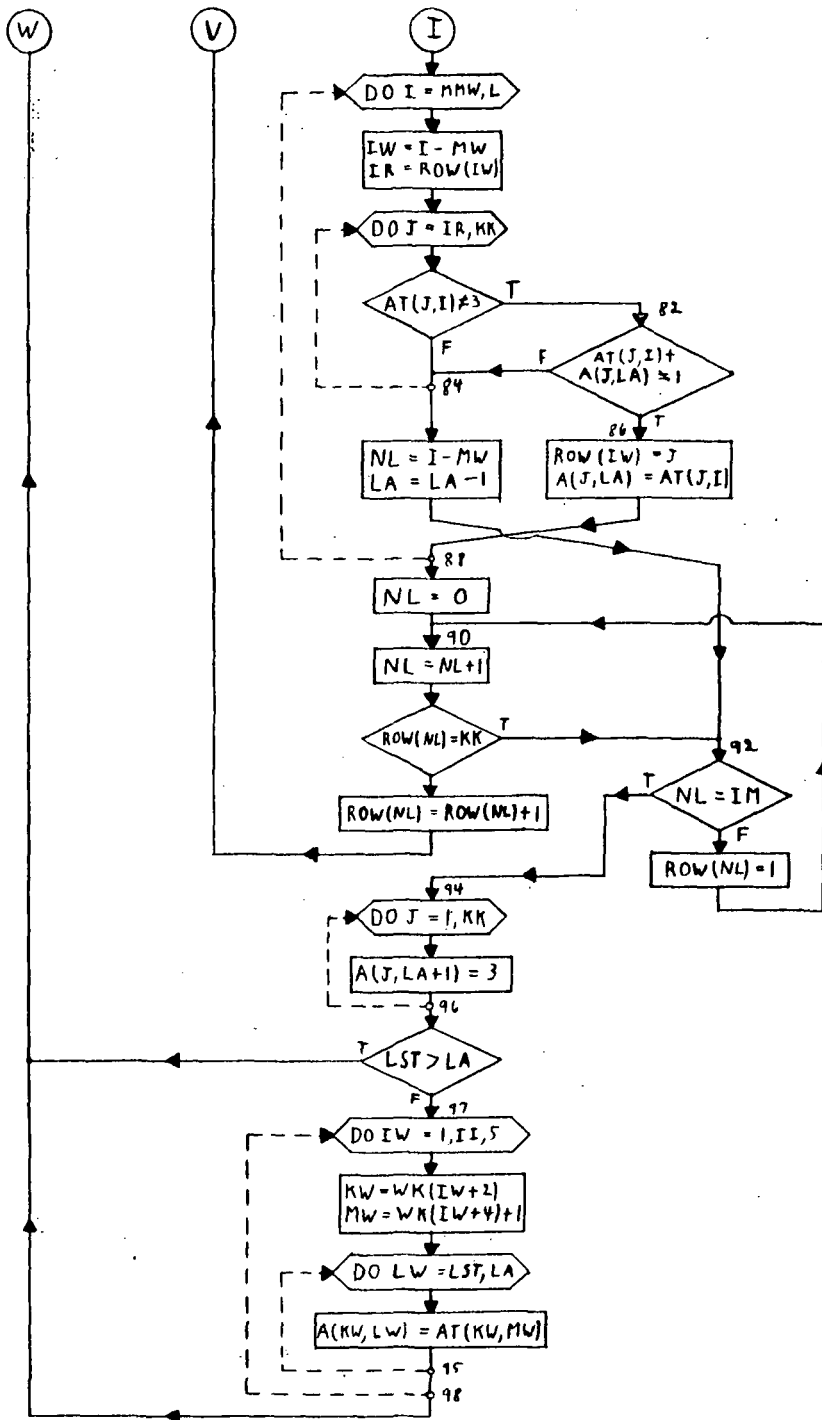 W
V
I
DO I = MMW, L
IW = I - MW
IR = ROW(IW)
DO J = IR, KK
AT(J,I)≠3
T
F
82
AT(J,I)+
A(J,LA) ≠ 1
F
T
84
86
NL = I - MW
LA = LA - 1
ROW(IW) = J
A(J,LA) = AT(J,I)
88
NL = 0
90
NL = NL+1
ROW(NL)=KK
T
92
NL = IM
T
F
ROW(NL) = ROW(NL)+1
ROW(NL) = 1
94
DO J = 1, KK
A(J,LA+1) = 3
96
T
LST > LA
F
97
DO IW = 1, II, 5
KW=WK(IW+2)
MW=WK(IW+4)+1
DO LW = LST, LA
A(KW,LW) = AT(KW,MW)
95
98